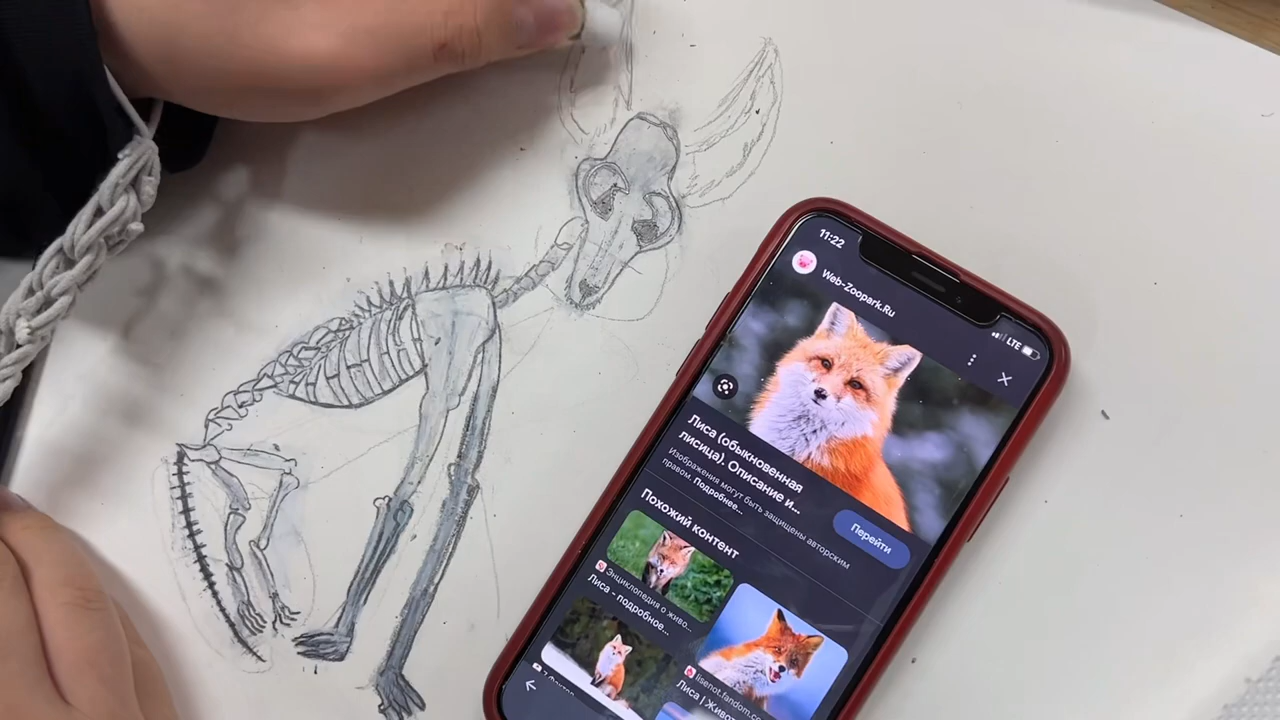 11:22
LTE
Web-Zoopark.Ru
Лиса (обыкновенная
лисица). Описание и...
Изображения могут быть защищены авторским
правом. Подробнее...
Перейти
Похожий контент
Энциклопедия о живо...
Лиса - подробное...
lisenot.fandom.co
Лиса | Живот